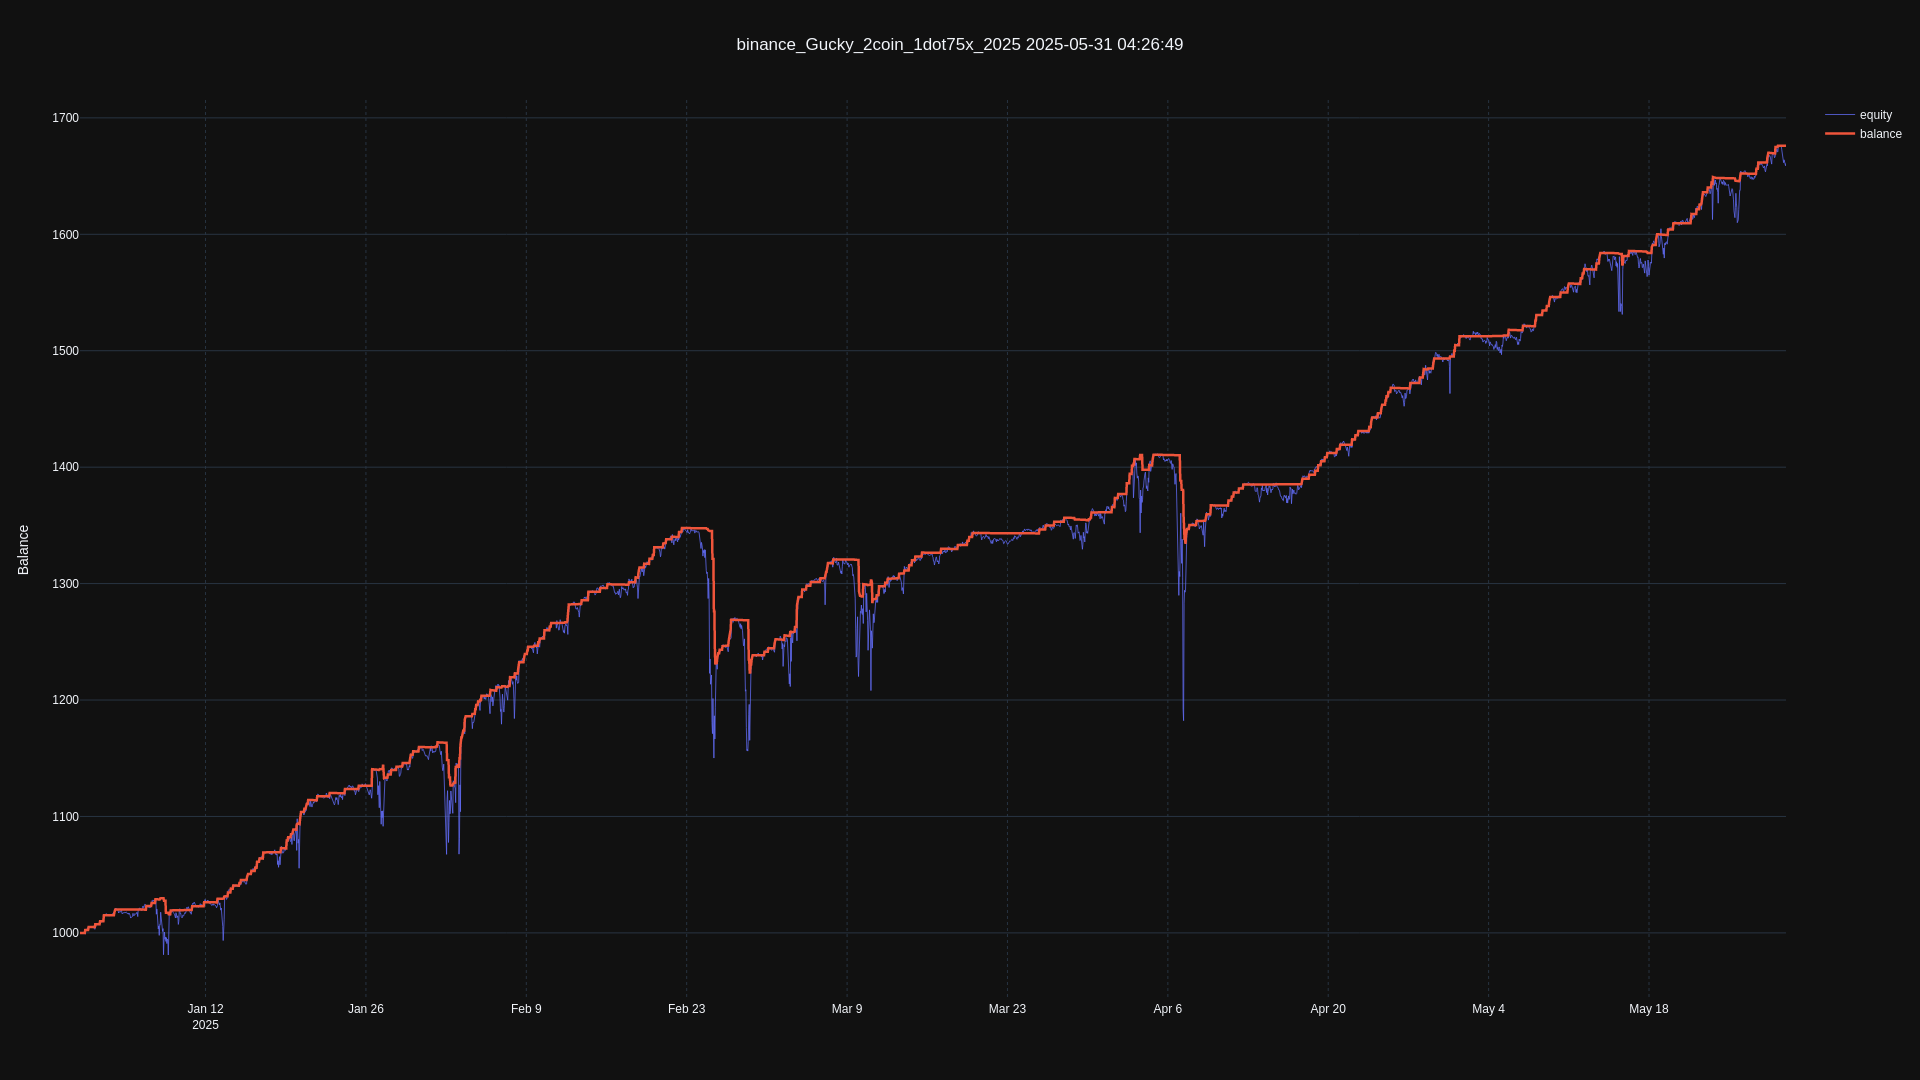 binance_Gucky_2coin_1dot75x_2025 2025-05-31 04:26:49
equity
balance
Balance
1700
1600
1500
1400
1300
1200
1100
1000
Jan 12
2025
Jan 26
Feb 9
Feb 23
Mar 9
Mar 23
Apr 6
Apr 20
May 4
May 18